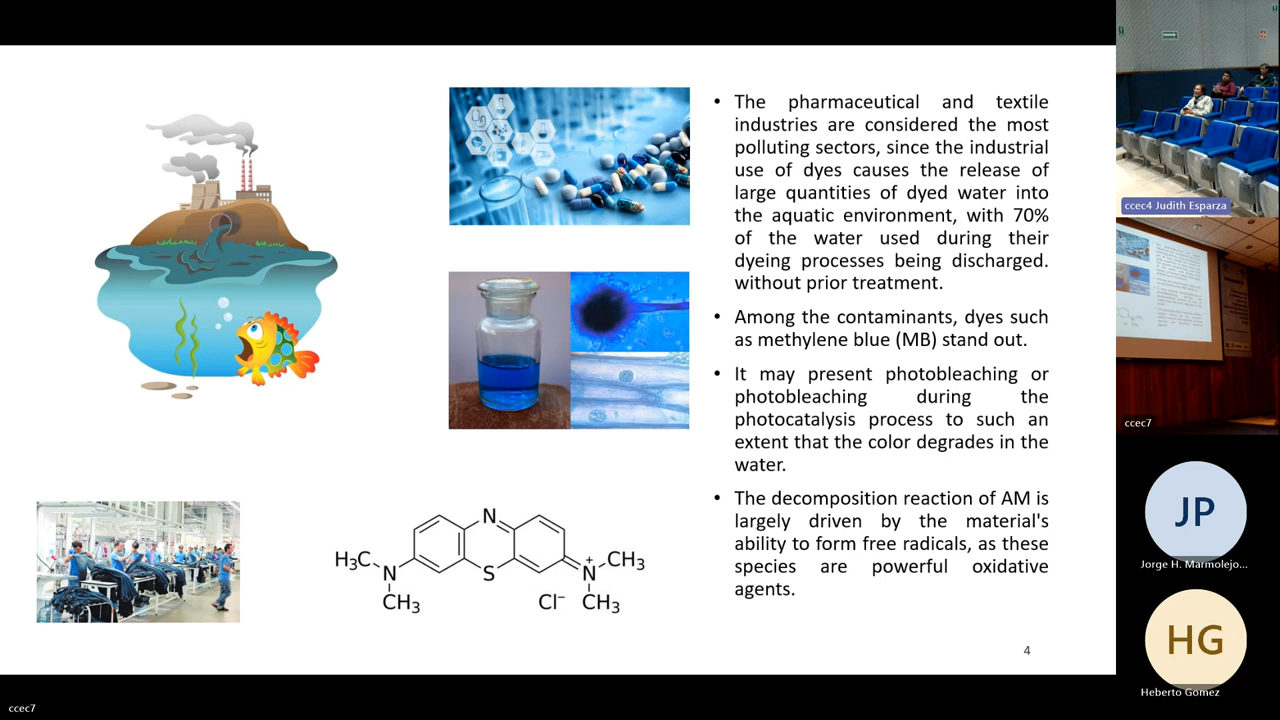 • The pharmaceutical and textile
industries are considered the most
polluting sectors, since the industrial
use of dyes causes the release of
large quantities of dyed water into
the aquatic environment, with 70%
of the water used during their
dyeing processes being discharged.
without prior treatment.
• Among the contaminants, dyes such
as methylene blue (MB) stand out.
• It may present photobleaching or
photobleaching during the
photocatalysis process to such an
extent that the color degrades in the
water.
• The decomposition reaction of AM is
largely driven by the material's
ability to form free radicals, as these
species are powerful oxidative
agents.
N
H₃C
N
CH₃
S
Cl⁻
N⁺
CH₃
CH₃
4
ccec4 Judith Esparza
ccec7
JP
Jorge H. Marmolejo...
HG
Heberto Gomez
ccec7